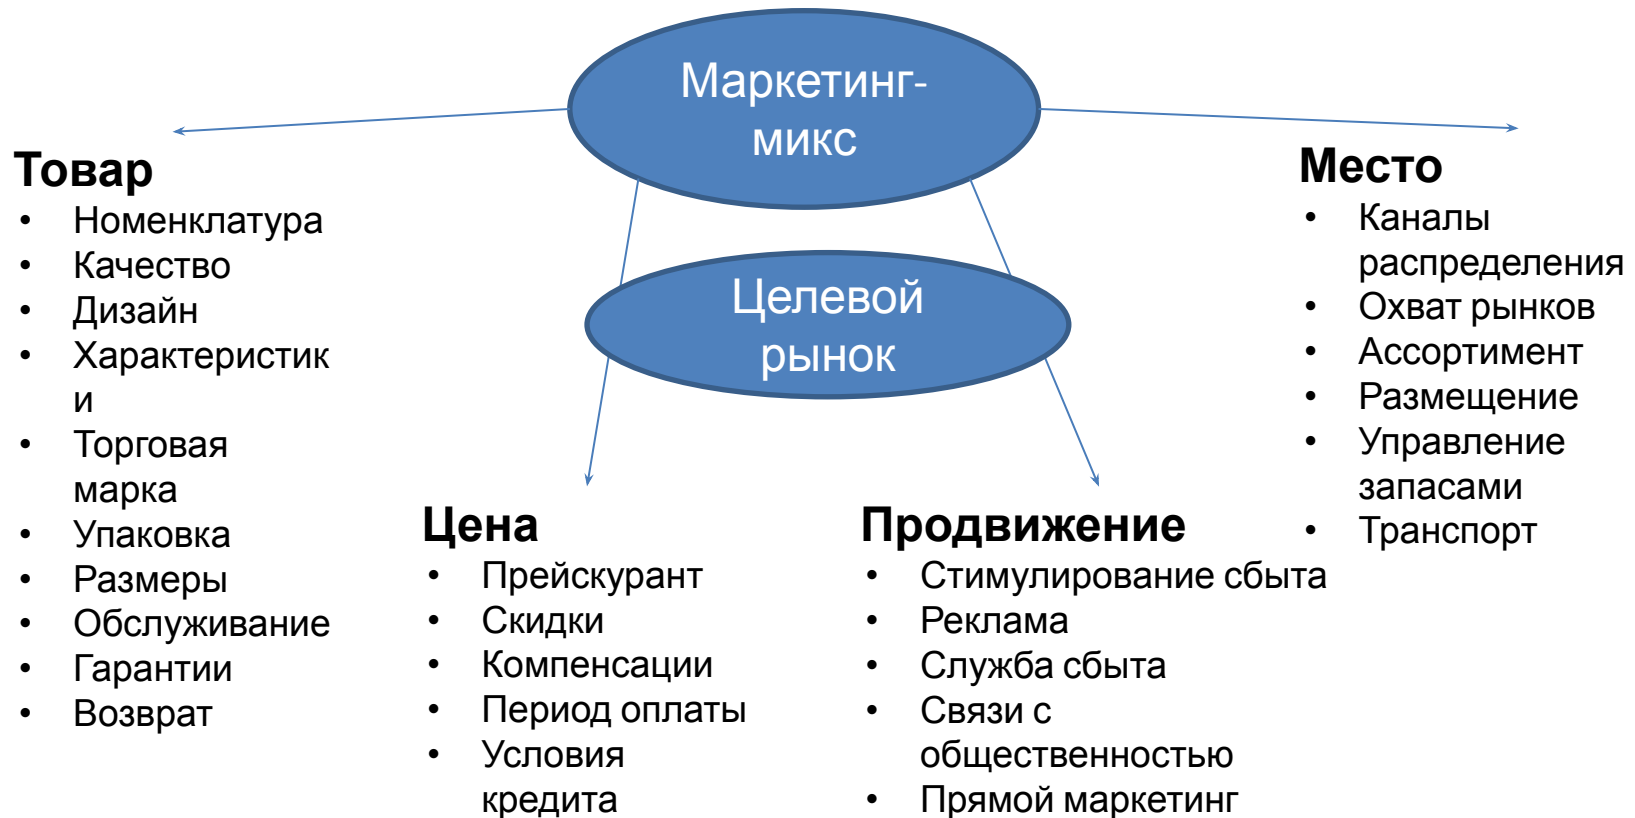 Маркетинг-
микс
Целевой
рынок
Товар
• Номенклатура
• Качество
• Дизайн
• Характеристик
и
• Торговая
марка
• Упаковка
• Размеры
• Обслуживание
• Гарантии
• Возврат
Цена
• Прейскурант
• Скидки
• Компенсации
• Период оплаты
• Условия
кредита
Продвижение
• Стимулирование сбыта
• Реклама
• Служба сбыта
• Связи с
общественностью
• Прямой маркетинг
Место
• Каналы
распределения
• Охват рынков
• Ассортимент
• Размещение
• Управление
запасами
• Транспорт